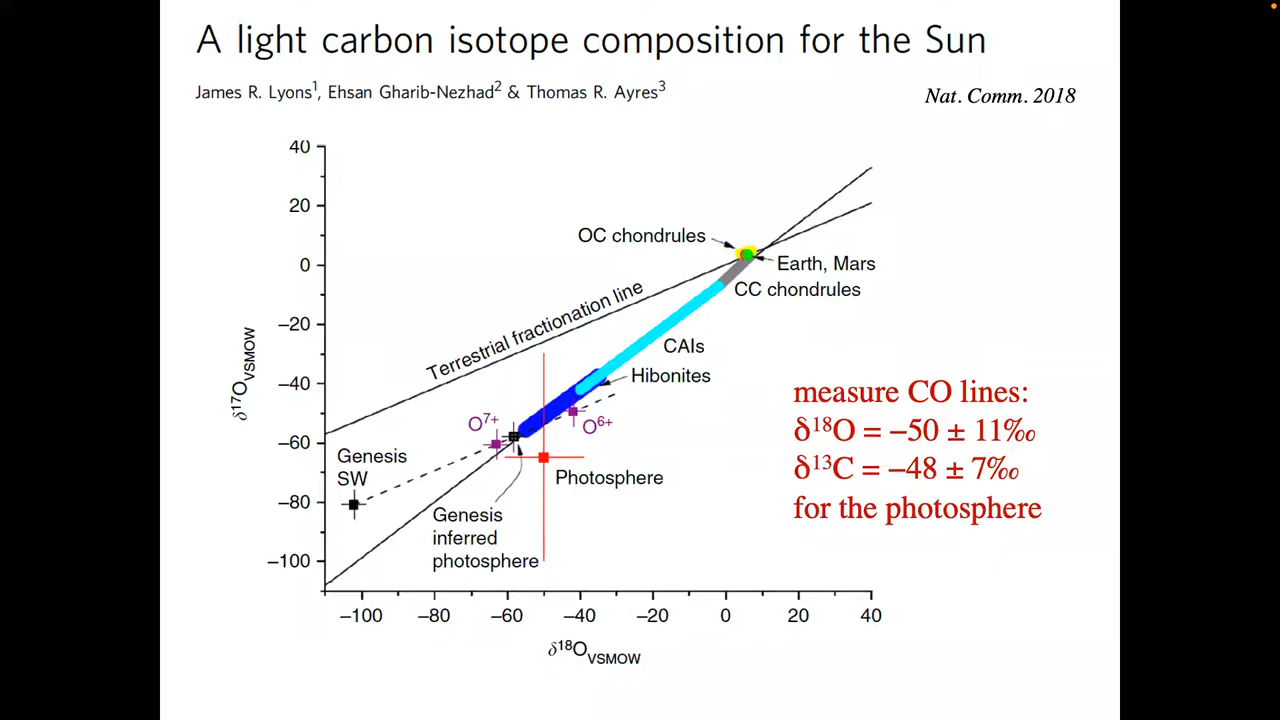 A light carbon isotope composition for the Sun
James R. Lyons¹, Ehsan Gharib-Nezhad² & Thomas R. Ayres³
Nat. Comm. 2018
40
20
0
−20
−40
−60
−80
−100
δ¹⁷O_VSMOW
OC chondrules
Earth, Mars
CC chondrules
Terrestrial fractionation line
CAIs
Hibonites
O⁷⁺
O⁶⁺
Genesis
SW
Photosphere
Genesis
inferred
photosphere
−100
−80
−60
−40
−20
0
20
40
δ¹⁸O_VSMOW
measure CO lines:
δ¹⁸O = −50 ± 11‰
δ¹³C = −48 ± 7‰
for the photosphere